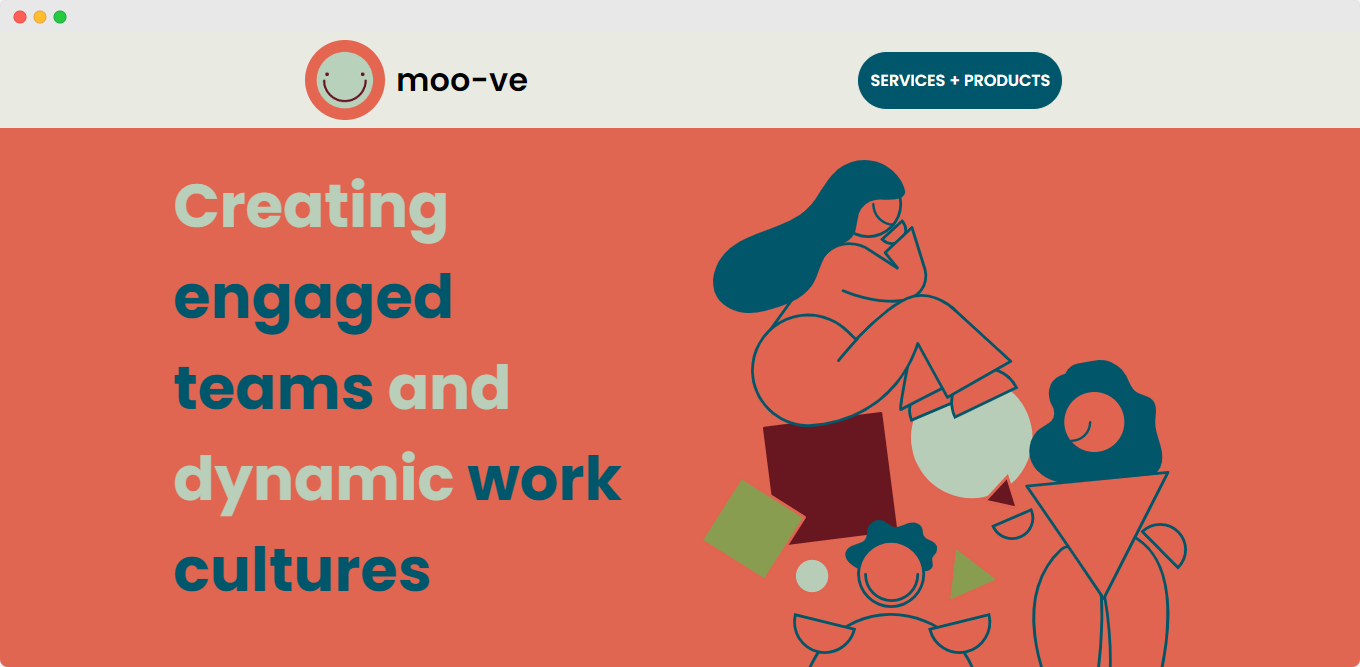 moo-ve
SERVICES + PRODUCTS
Creating
engaged
teams and
dynamic work
cultures